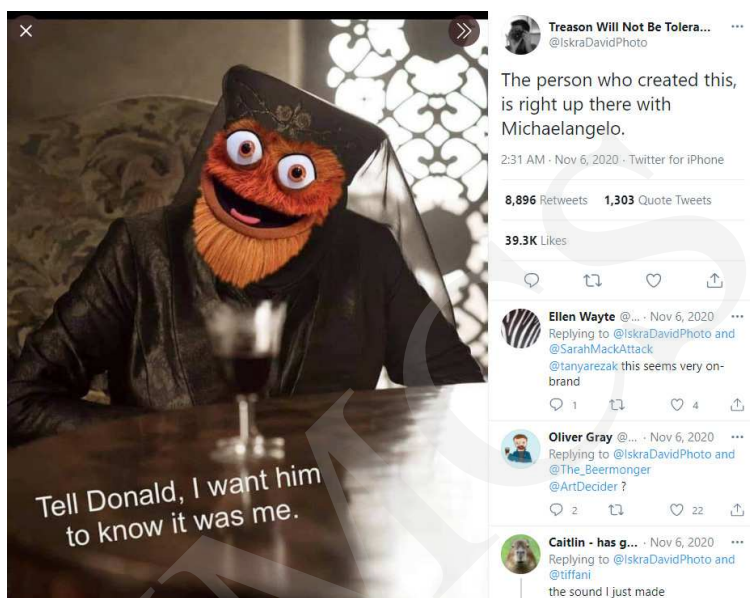 Tell Donald, I want him
to know it was me.
Treason Will Not Be Tolera...
@IskraDavidPhoto
The person who created this,
is right up there with
Michaelangelo.
2:31 AM · Nov 6, 2020 · Twitter for iPhone
8,896 Retweets 1,303 Quote Tweets
39.3K Likes
Ellen Wayte @... · Nov 6, 2020
Replying to @IskraDavidPhoto and
@SarahMackAttack
@tanyarezak this seems very on-
brand
1 4
Oliver Gray @... · Nov 6, 2020
Replying to @IskraDavidPhoto and
@The_Beermonger
@ArtDecider ?
2 22
Caitlin - has g... · Nov 6, 2020
Replying to @IskraDavidPhoto and
@tiffani
the sound I just made